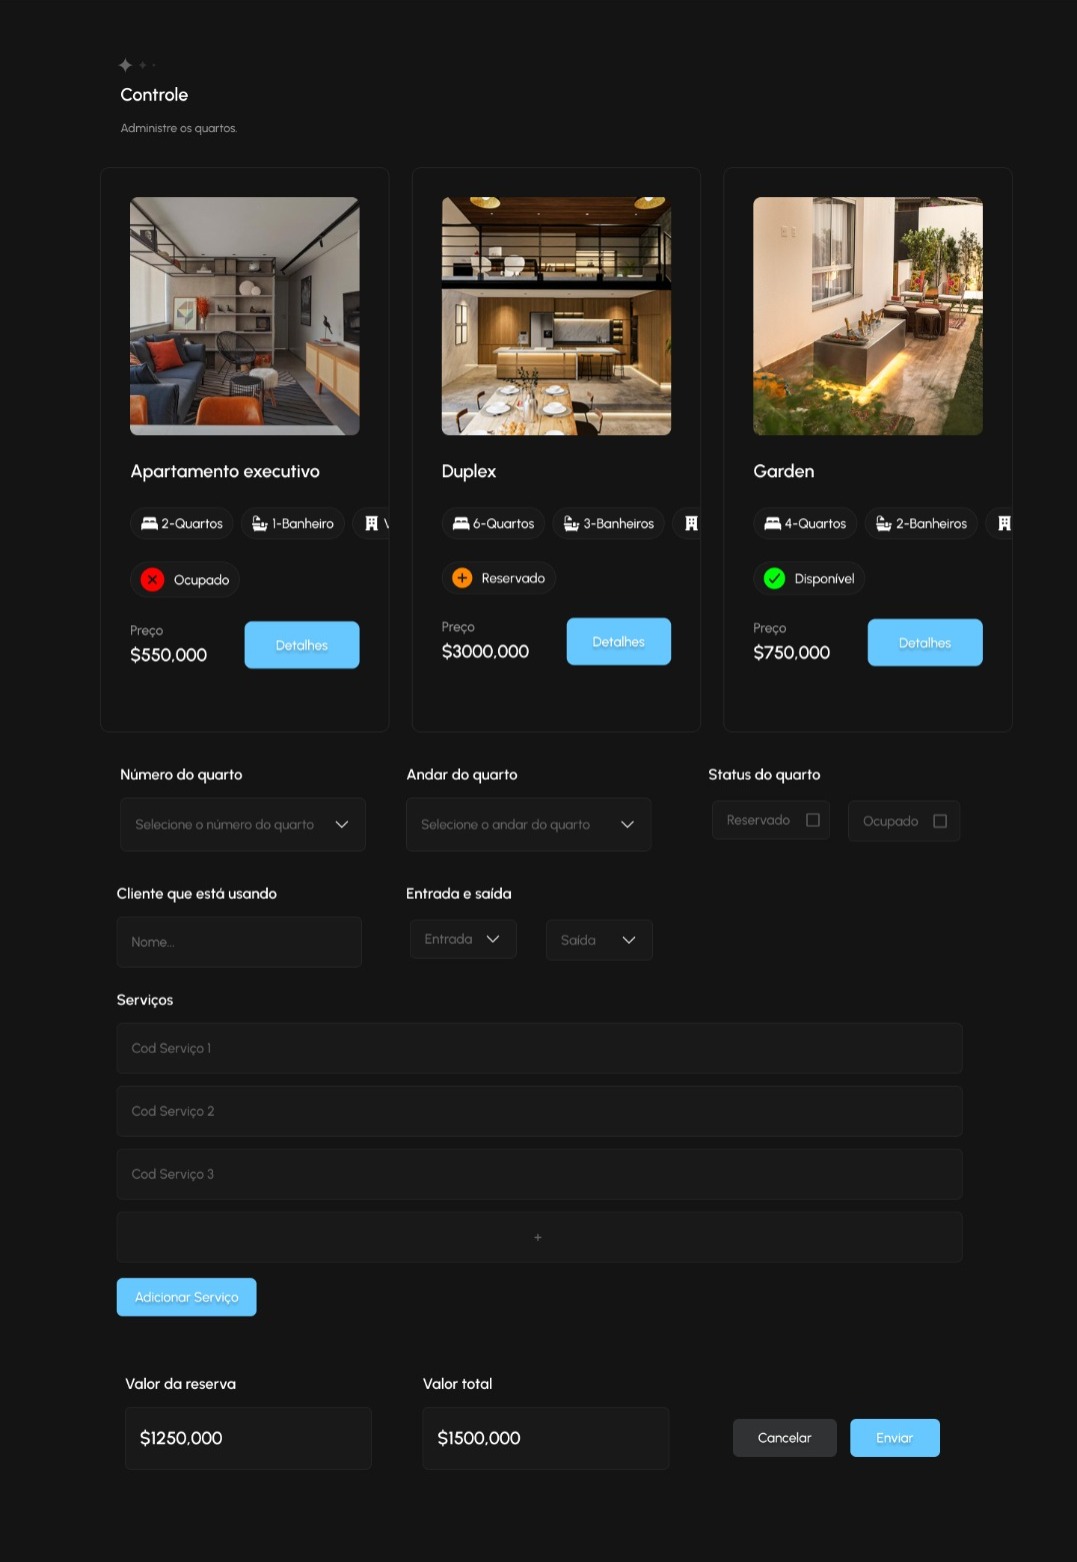 Controle
Administre os quartos.
Apartamento executivo
2-Quartos 1-Banheiro V
Ocupado
Preço
$550,000
Detalhes
Duplex
6-Quartos 3-Banheiros
Reservado
Preço
$3000,000
Detalhes
Garden
4-Quartos 2-Banheiros
Disponível
Preço
$750,000
Detalhes
Número do quarto
Selecione o número do quarto
Andar do quarto
Selecione o andar do quarto
Status do quarto
Reservado
Ocupado
Cliente que está usando
Nome...
Entrada e saída
Entrada
Saída
Serviços
Cod Serviço 1
Cod Serviço 2
Cod Serviço 3
+
Adicionar Serviço
Valor da reserva
$1250,000
Valor total
$1500,000
Cancelar
Enviar